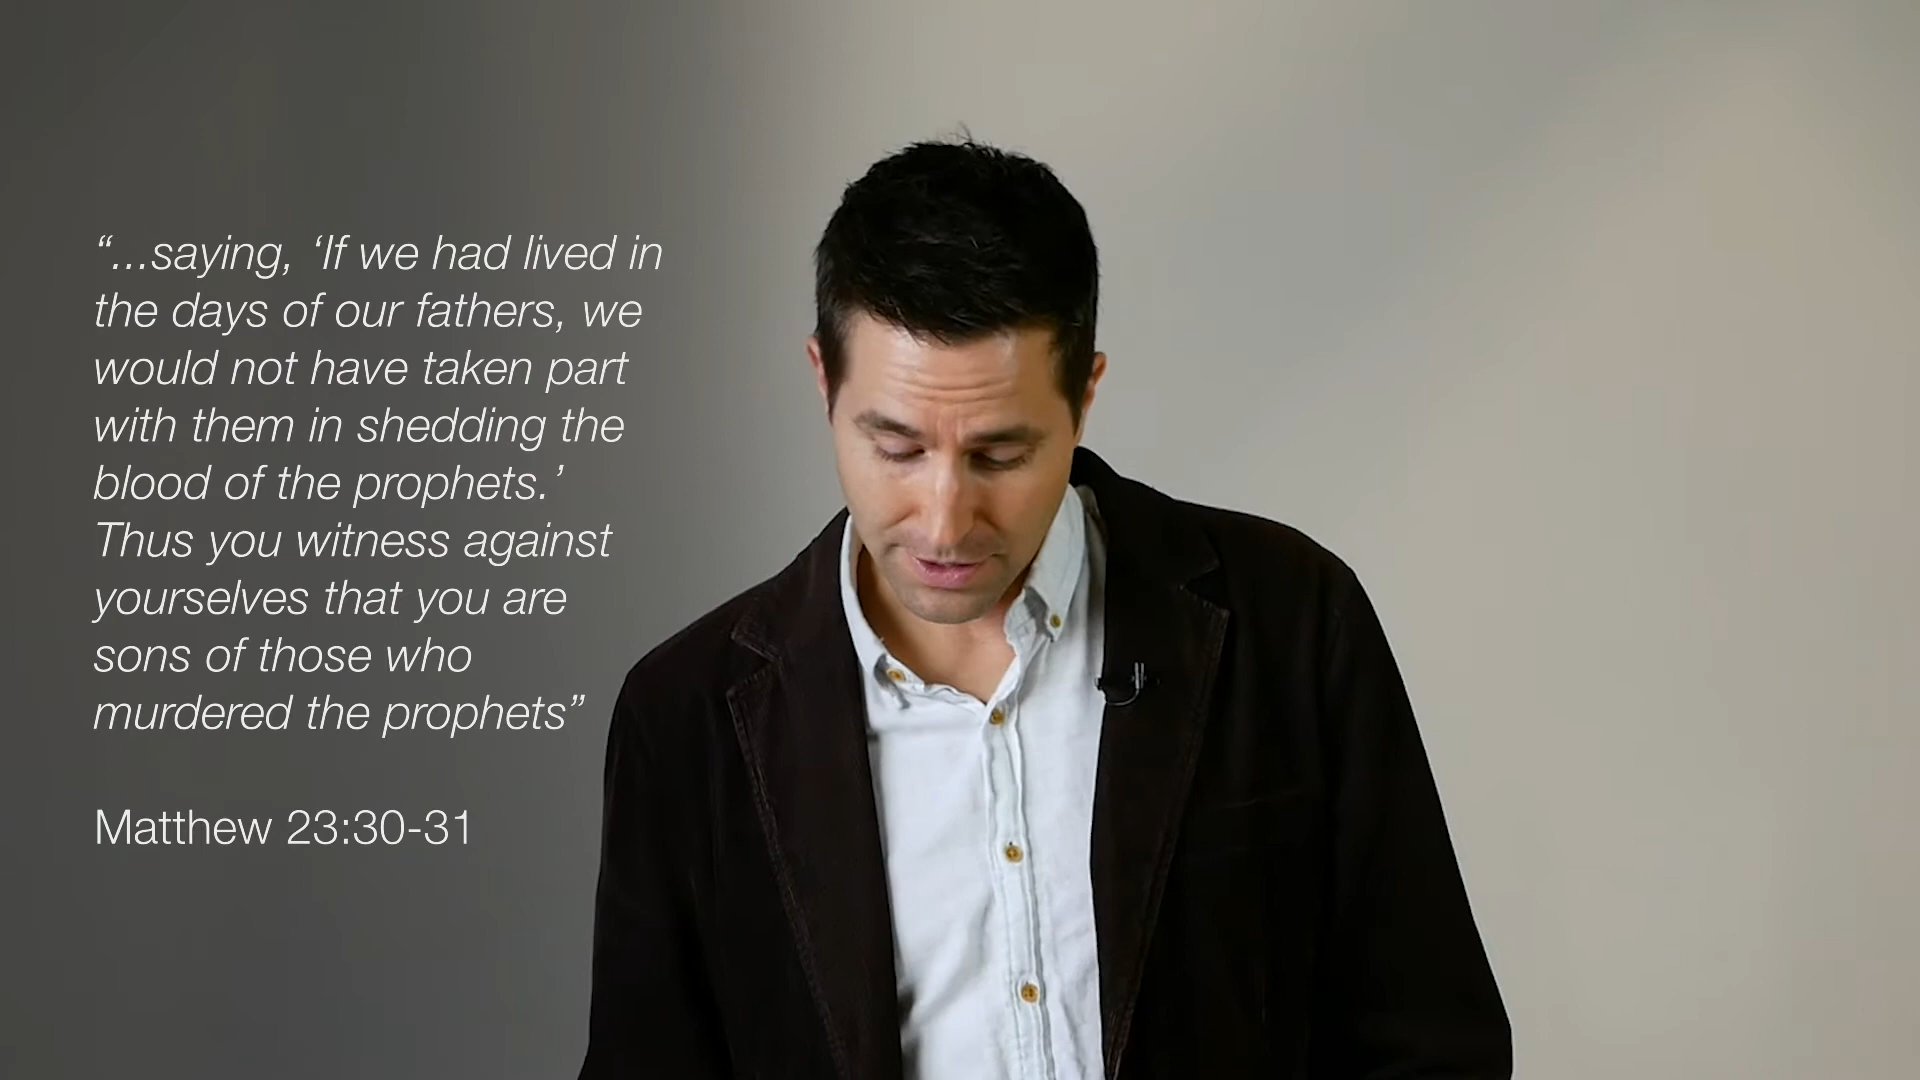 “...saying, ‘If we had lived in
the days of our fathers, we
would not have taken part
with them in shedding the
blood of the prophets.’
Thus you witness against
yourselves that you are
sons of those who
murdered the prophets”
Matthew 23:30-31